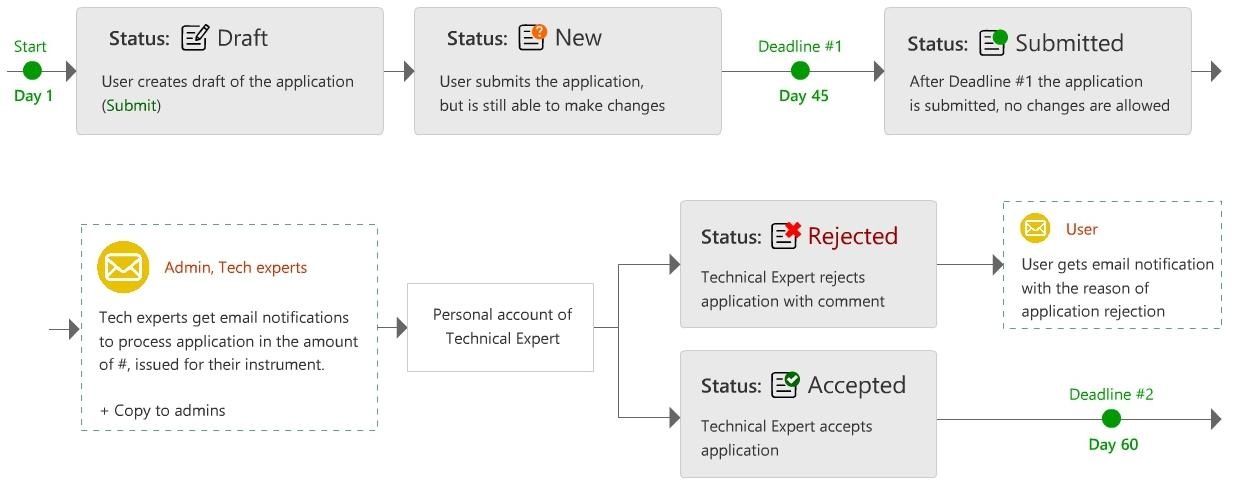 Start
Day 1
Status: Draft
User creates draft of the application
(Submit)
Status: New
User submits the application,
but is still able to make changes
Deadline #1
Day 45
Status: Submitted
After Deadline #1 the application
is submitted, no changes are allowed
Admin, Tech experts
Tech experts get email notifications
to process application in the amount
of #, issued for their instrument.
+ Copy to admins
Personal account of
Technical Expert
Status: Rejected
Technical Expert rejects
application with comment
User
User gets email notification
with the reason of
application rejection
Status: Accepted
Technical Expert accepts
application
Deadline #2
Day 60